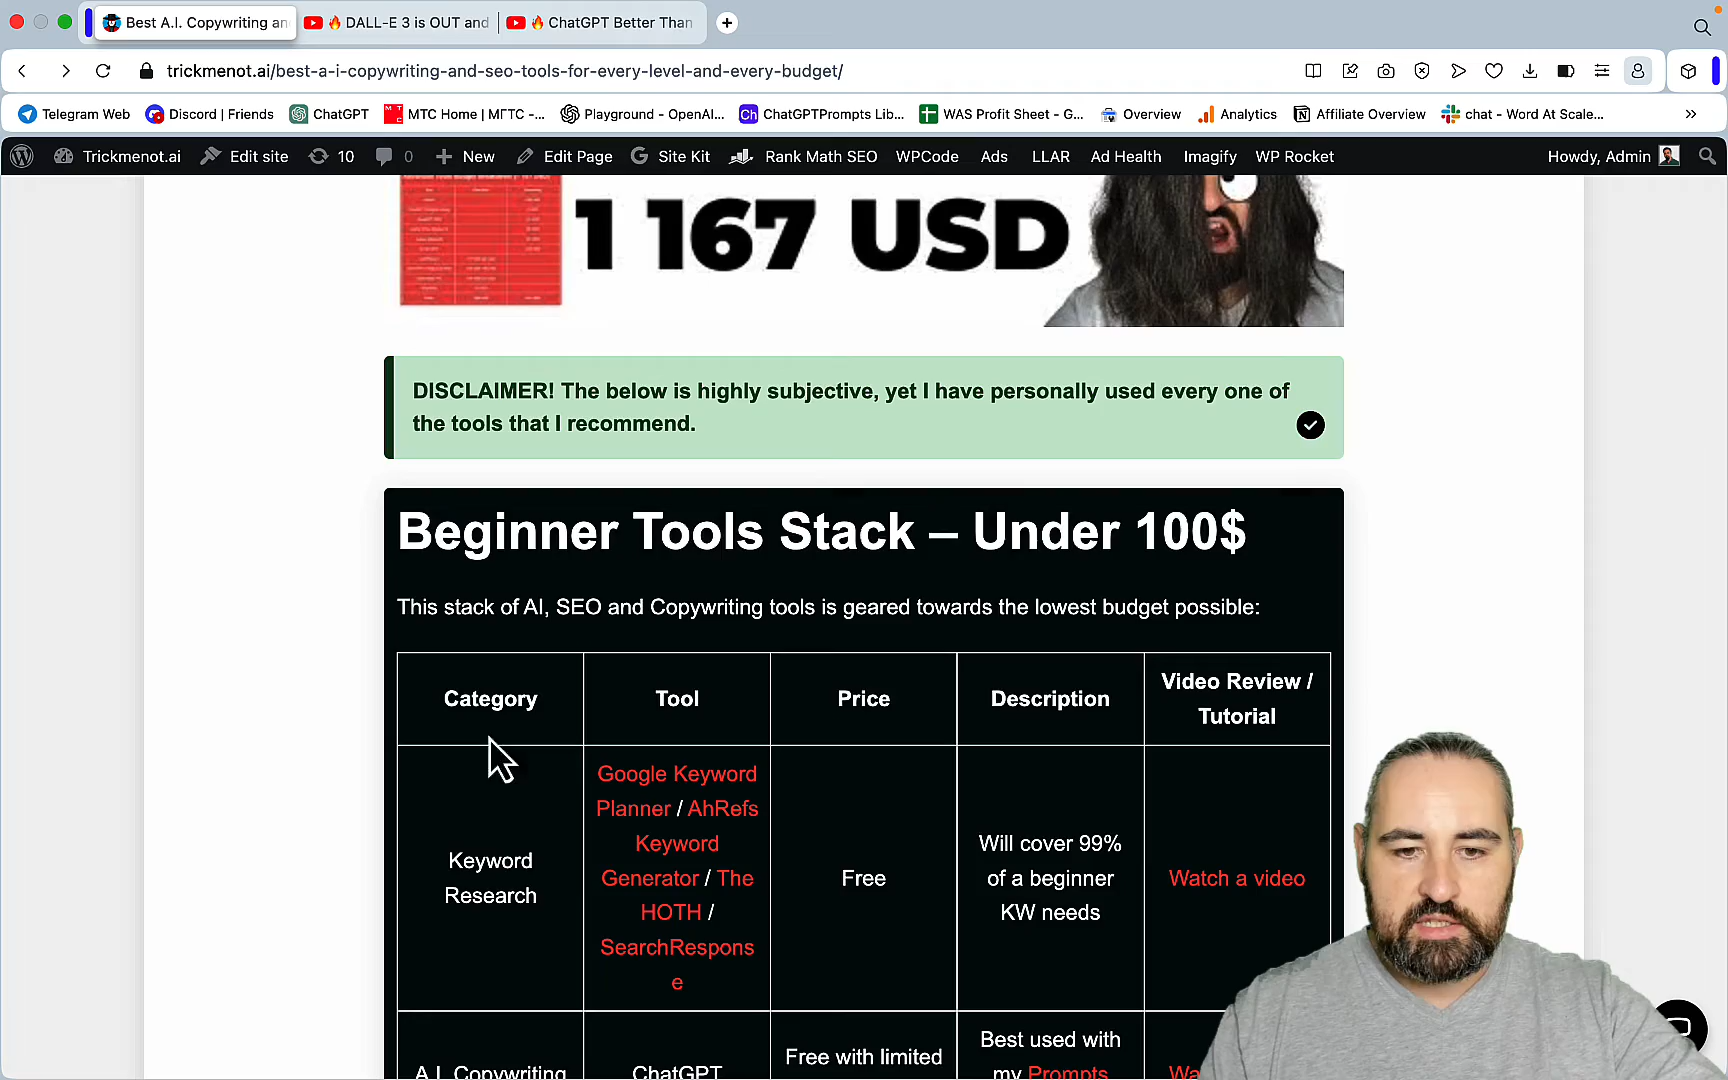 Best A.I. Copywriting an
🔥 DALL-E 3 is OUT and
🔥 ChatGPT Better Than
trickmenot.ai/best-a-i-copywriting-and-seo-tools-for-every-level-and-every-budget/
Telegram Web
Discord | Friends
ChatGPT
MTC Home | МГТС -...
Playground - OpenAI...
Ch
ChatGPTPrompts Lib...
WAS Profit Sheet - G...
Overview
Analytics
Affiliate Overview
chat - Word At Scale...
Trickmenot.ai
Edit site
10
0
New
Edit Page
Site Kit
Rank Math SEO
WPCode
Ads
LLAR
Ad Health
Imagify
WP Rocket
Howdy, Admin
1 167 USD
DISCLAIMER! The below is highly subjective, yet I have personally used every one of
the tools that I recommend.
Beginner Tools Stack – Under 100$
This stack of AI, SEO and Copywriting tools is geared towards the lowest budget possible:
Category
Tool
Price
Description
Video Review /
Tutorial
Keyword
Research
Google Keyword
Planner / AhRefs
Keyword
Generator / The
HOTH /
SearchRespons
e
Free
Will cover 99%
of a beginner
KW needs
Watch a video
A.I. Copywriting
ChatGPT
Free with limited
Best used with
my Prompts